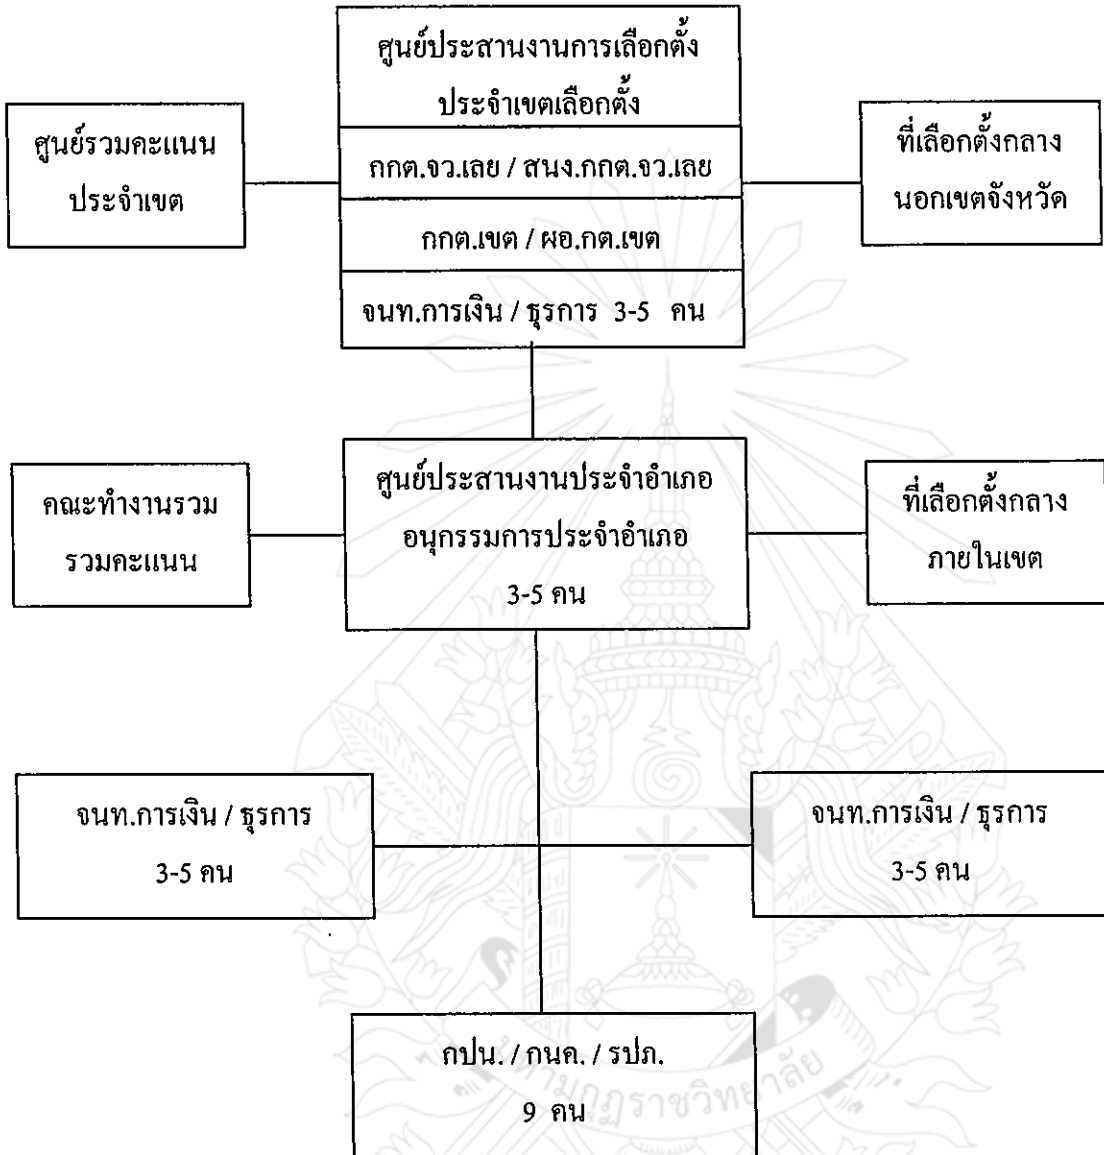 ศูนย์ประสานงานการเลือกตั้ง
ประจำเขตเลือกตั้ง
กกต.จว.เลย / สนง.กกต.จว.เลย
กกต.เขต / ผอ.กต.เขต
จนท.การเงิน / ธุรการ 3-5 คน
ศูนย์รวมคะแนน
ประจำเขต
ที่เลือกตั้งกลาง
นอกเขตจังหวัด
คณะทำงานรวม
รวมคะแนน
ศูนย์ประสานงานประจำอำเภอ
อนุกรรมการประจำอำเภอ
3-5 คน
ที่เลือกตั้งกลาง
ภายในเขต
จนท.การเงิน / ธุรการ
3-5 คน
จนท.การเงิน / ธุรการ
3-5 คน
กปน. / กนค. / รปภ.
9 คน